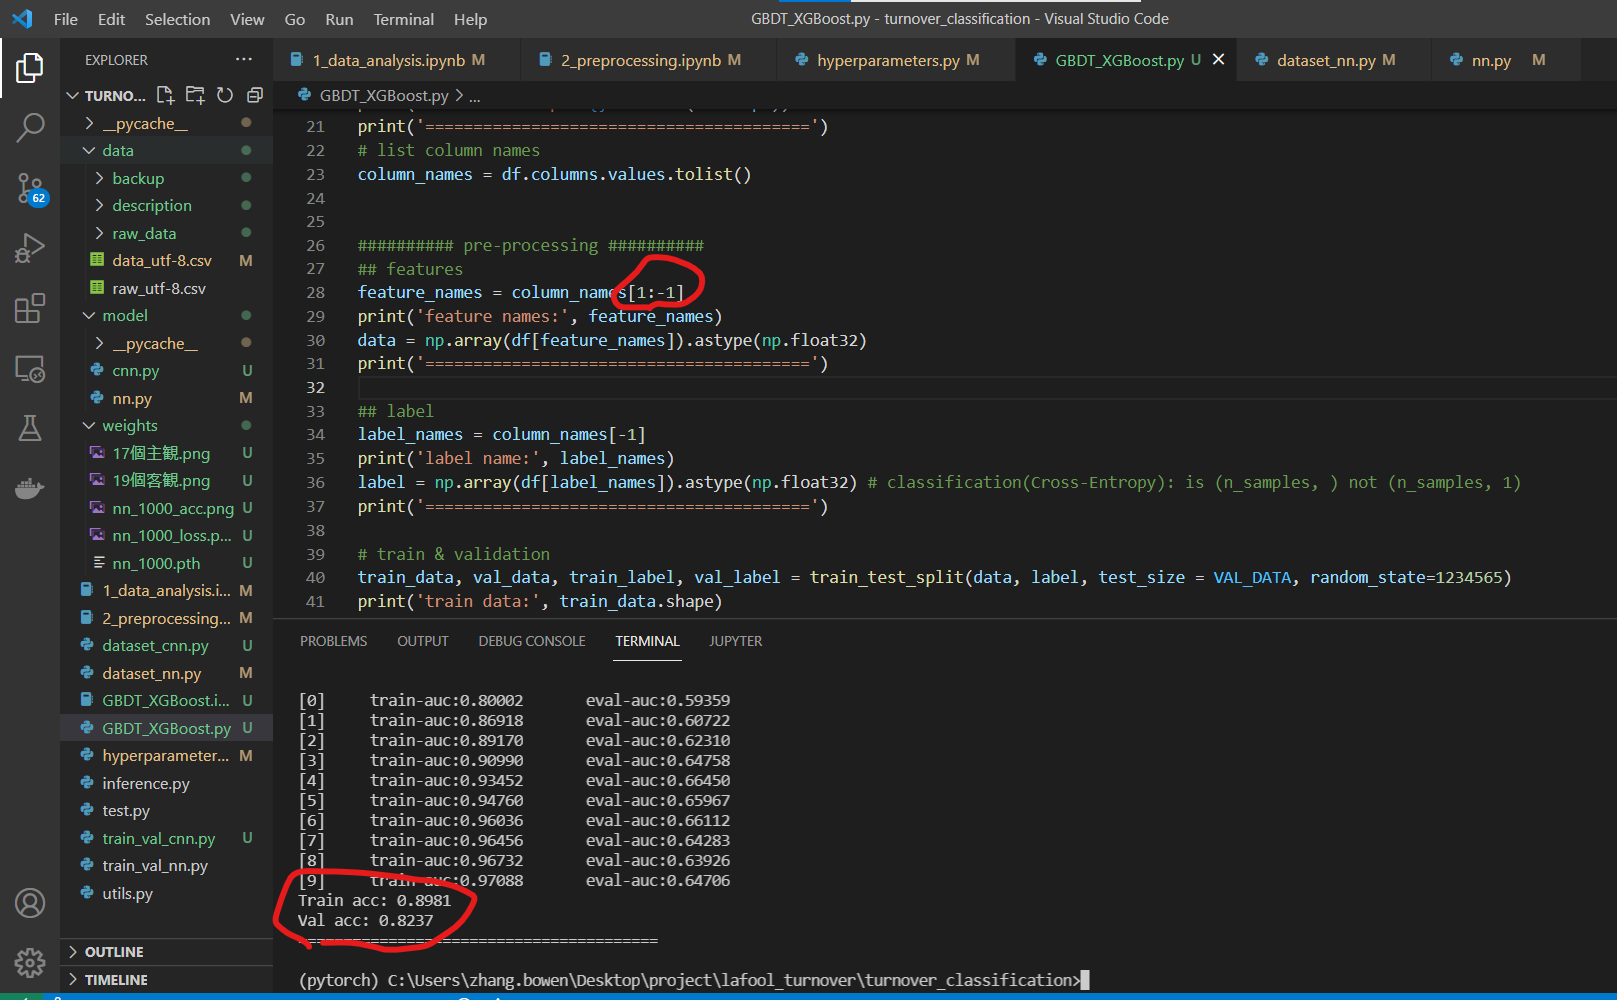 File Edit Selection View Go Run Terminal Help
GBDT_XGBoost.py - turnover_classification - Visual Studio Code
EXPLORER ...
1_data_analysis.ipynb M
2_preprocessing.ipynb M
hyperparameters.py M
GBDT_XGBoost.py U
dataset_nn.py M
nn.py M
TURNO...
GBDT_XGBoost.py > ...
__pycache__
data
backup
description
raw_data
data_utf-8.csv M
raw_utf-8.csv
model
__pycache__
cnn.py U
nn.py M
weights
17個主観.png U
19個客観.png U
nn_1000_acc.png U
nn_1000_loss.p... U
nn_1000.pth U
1_data_analysis.i... M
2_preprocessing... M
dataset_cnn.py U
dataset_nn.py M
GBDT_XGBoost.i... U
GBDT_XGBoost.py U
hyperparameter... M
inference.py
test.py
train_val_cnn.py U
train_val_nn.py
utils.py
OUTLINE
TIMELINE
62
21 print('========================================')
22 # list column names
23 column_names = df.columns.values.tolist()
24
25
26 ########## pre-processing ##########
27 ## features
28 feature_names = column_names[1:-1]
29 print('feature names:', feature_names)
30 data = np.array(df[feature_names]).astype(np.float32)
31 print('========================================')
32
33 ## label
34 label_names = column_names[-1]
35 print('label name:', label_names)
36 label = np.array(df[label_names]).astype(np.float32) # classification(Cross-Entropy): is (n_samples, ) not (n_samples, 1)
37 print('========================================')
38
39 # train & validation
40 train_data, val_data, train_label, val_label = train_test_split(data, label, test_size = VAL_DATA, random_state=1234565)
41 print('train data:', train_data.shape)
PROBLEMS OUTPUT DEBUG CONSOLE TERMINAL JUPYTER
[0] train-auc:0.80002 eval-auc:0.59359
[1] train-auc:0.86918 eval-auc:0.60722
[2] train-auc:0.89170 eval-auc:0.62310
[3] train-auc:0.90990 eval-auc:0.64758
[4] train-auc:0.93452 eval-auc:0.66450
[5] train-auc:0.94760 eval-auc:0.65967
[6] train-auc:0.96036 eval-auc:0.66112
[7] train-auc:0.96456 eval-auc:0.64283
[8] train-auc:0.96732 eval-auc:0.63926
[9] train-auc:0.97088 eval-auc:0.64706
Train acc: 0.8981
Val acc: 0.8237
========================================
(pytorch) C:\Users\zhang.bowen\Desktop\project\lafool_turnover\turnover_classification>